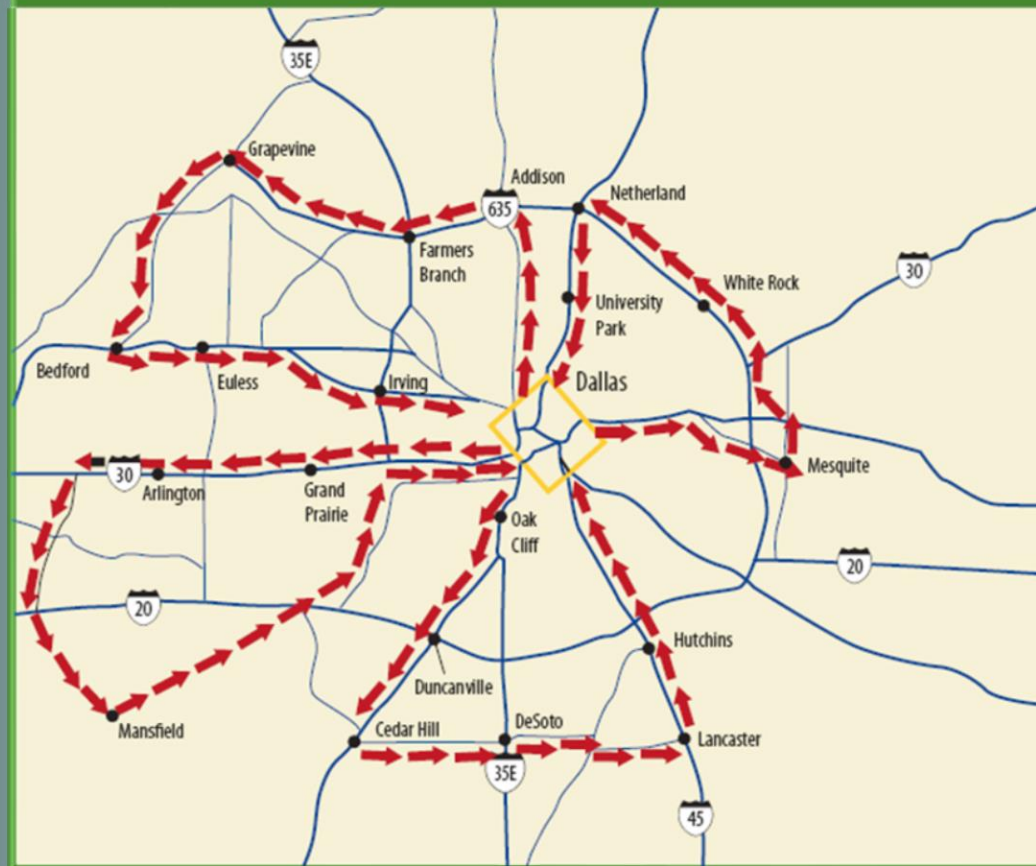 35E
Grapevine
Addison
635
Netherland
Farmers
Branch
30
White Rock
University
Park
Bedford
Euless
Irving
Dallas
30
Arlington
Grand
Prairie
Mesquite
Oak
Cliff
20
20
Hutchins
Duncanville
Mansfield
Cedar Hill
DeSoto
Lancaster
35E
45